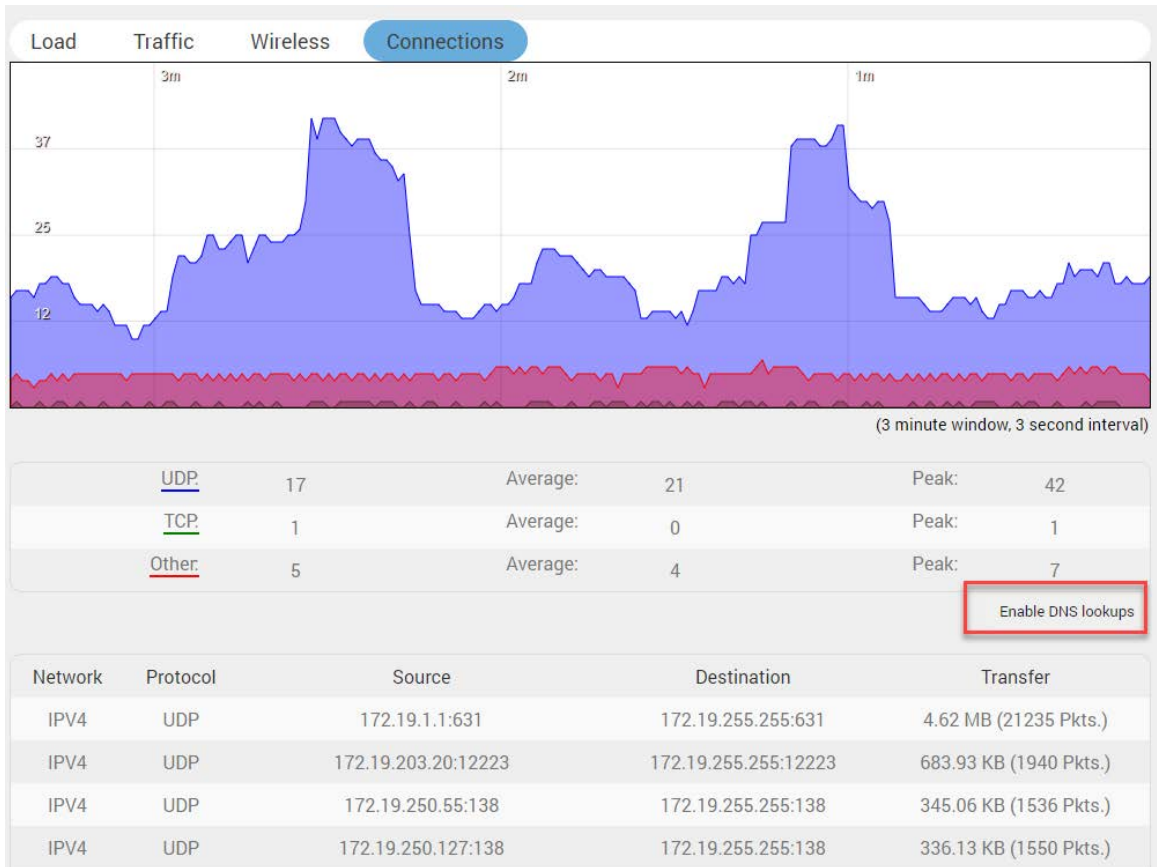 Load Traffic Wireless Connections
3m 2m 1m
37
25
12
(3 minute window, 3 second interval)
UDP: 17 Average: 21 Peak: 42
TCP: 1 Average: 0 Peak: 1
Other: 5 Average: 4 Peak: 7
Enable DNS lookups
Network Protocol Source Destination Transfer
IPV4 UDP 172.19.1.1:631 172.19.255.255:631 4.62 MB (21235 Pkts.)
IPV4 UDP 172.19.203.20:12223 172.19.255.255:12223 683.93 KB (1940 Pkts.)
IPV4 UDP 172.19.250.55:138 172.19.255.255:138 345.06 KB (1536 Pkts.)
IPV4 UDP 172.19.250.127:138 172.19.255.255:138 336.13 KB (1550 Pkts.)